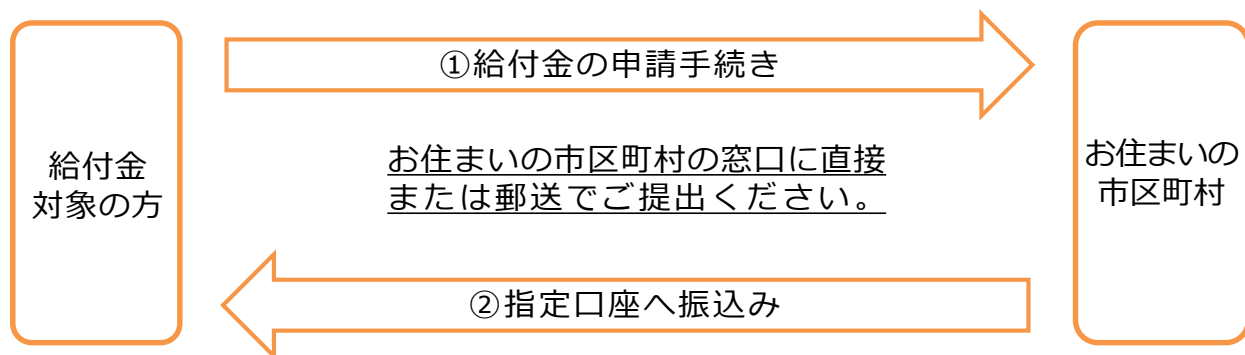 給付金
対象の方
①給付金の申請手続き
お住まいの市区町村の窓口に直接
または郵送でご提出ください。
②指定口座へ振込み
お住まいの
市区町村